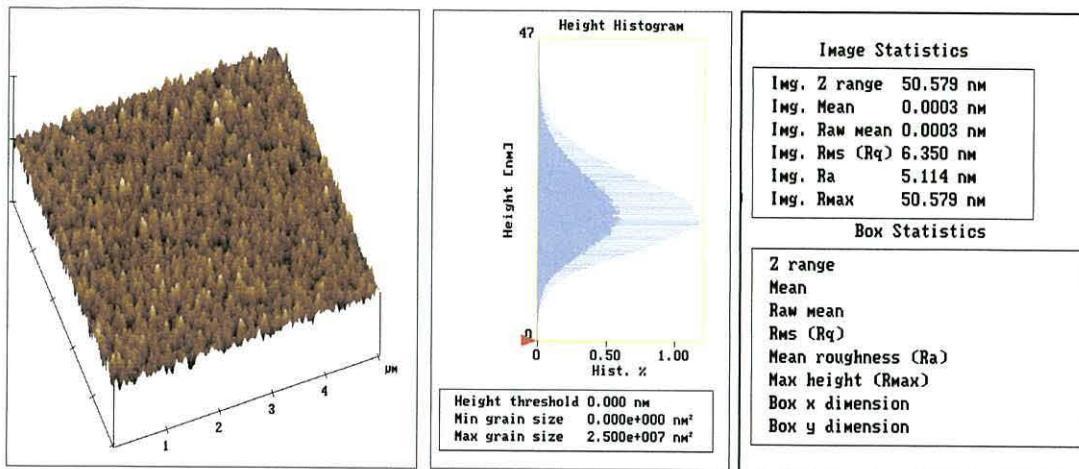 1
2
3
4
μm
Height Histogram
47
Height [nm]
0
0
0.50
1.00
Hist. %
Height threshold 0.000 nm
Min grain size 0.000e+000 nm²
Max grain size 2.500e+007 nm²
Image Statistics
Img. Z range 50.579 nm
Img. Mean 0.0003 nm
Img. Raw mean 0.0003 nm
Img. Rms (Rq) 6.350 nm
Img. Ra 5.114 nm
Img. Rmax 50.579 nm
Box Statistics
Z range
Mean
Raw mean
Rms (Rq)
Mean roughness (Ra)
Max height (Rmax)
Box x dimension
Box y dimension